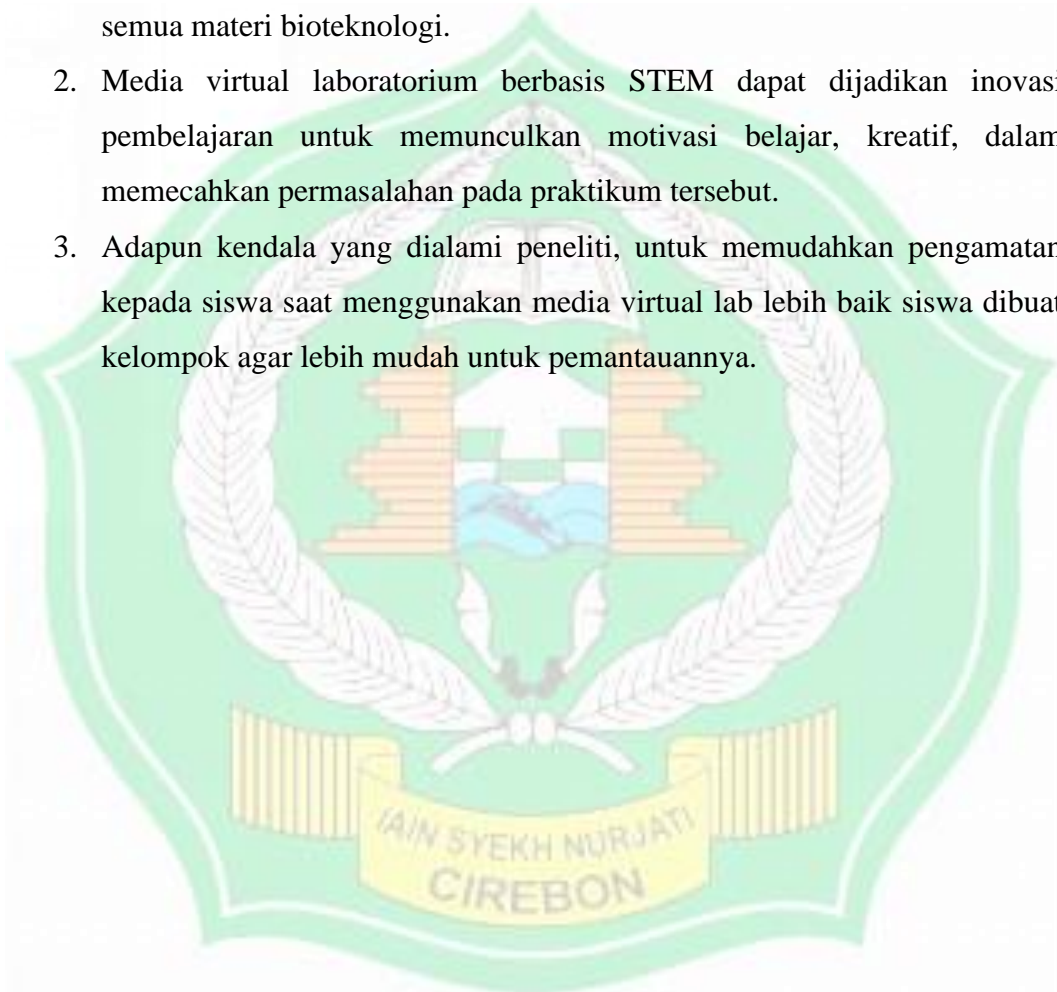 semua materi bioteknologi.
2. Media virtual laboratorium berbasis STEM dapat dijadikan inovasi
pembelajaran untuk memunculkan motivasi belajar, kreatif, dalam
memecahkan permasalahan pada praktikum tersebut.
3. Adapun kendala yang dialami peneliti, untuk memudahkan pengamatan
kepada siswa saat menggunakan media virtual lab lebih baik siswa dibuat
kelompok agar lebih mudah untuk pemantauannya.
IAIN SYEKH NURJATI
CIREBON